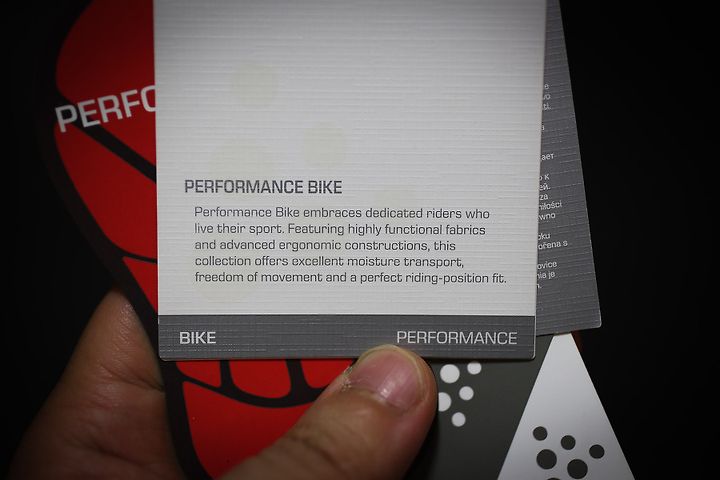 PERFO
PERFORMANCE BIKE
Performance Bike embraces dedicated riders who
live their sport. Featuring highly functional fabrics
and advanced ergonomic constructions, this
collection offers excellent moisture transport,
freedom of movement and a perfect riding-position fit.
BIKE PERFORMANCE